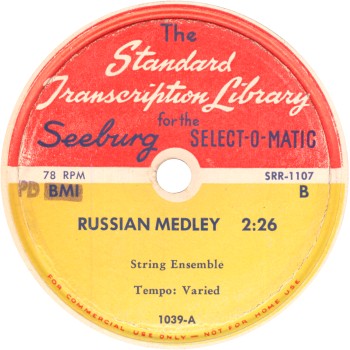 The
Standard
Transcription Library
for the
Seeburg SELECT-O-MATIC
78 RPM SRR-1107
PD BMI B
RUSSIAN MEDLEY 2:26
String Ensemble
Tempo: Varied
1039-A
FOR COMMERCIAL USE ONLY — NOT FOR HOME USE